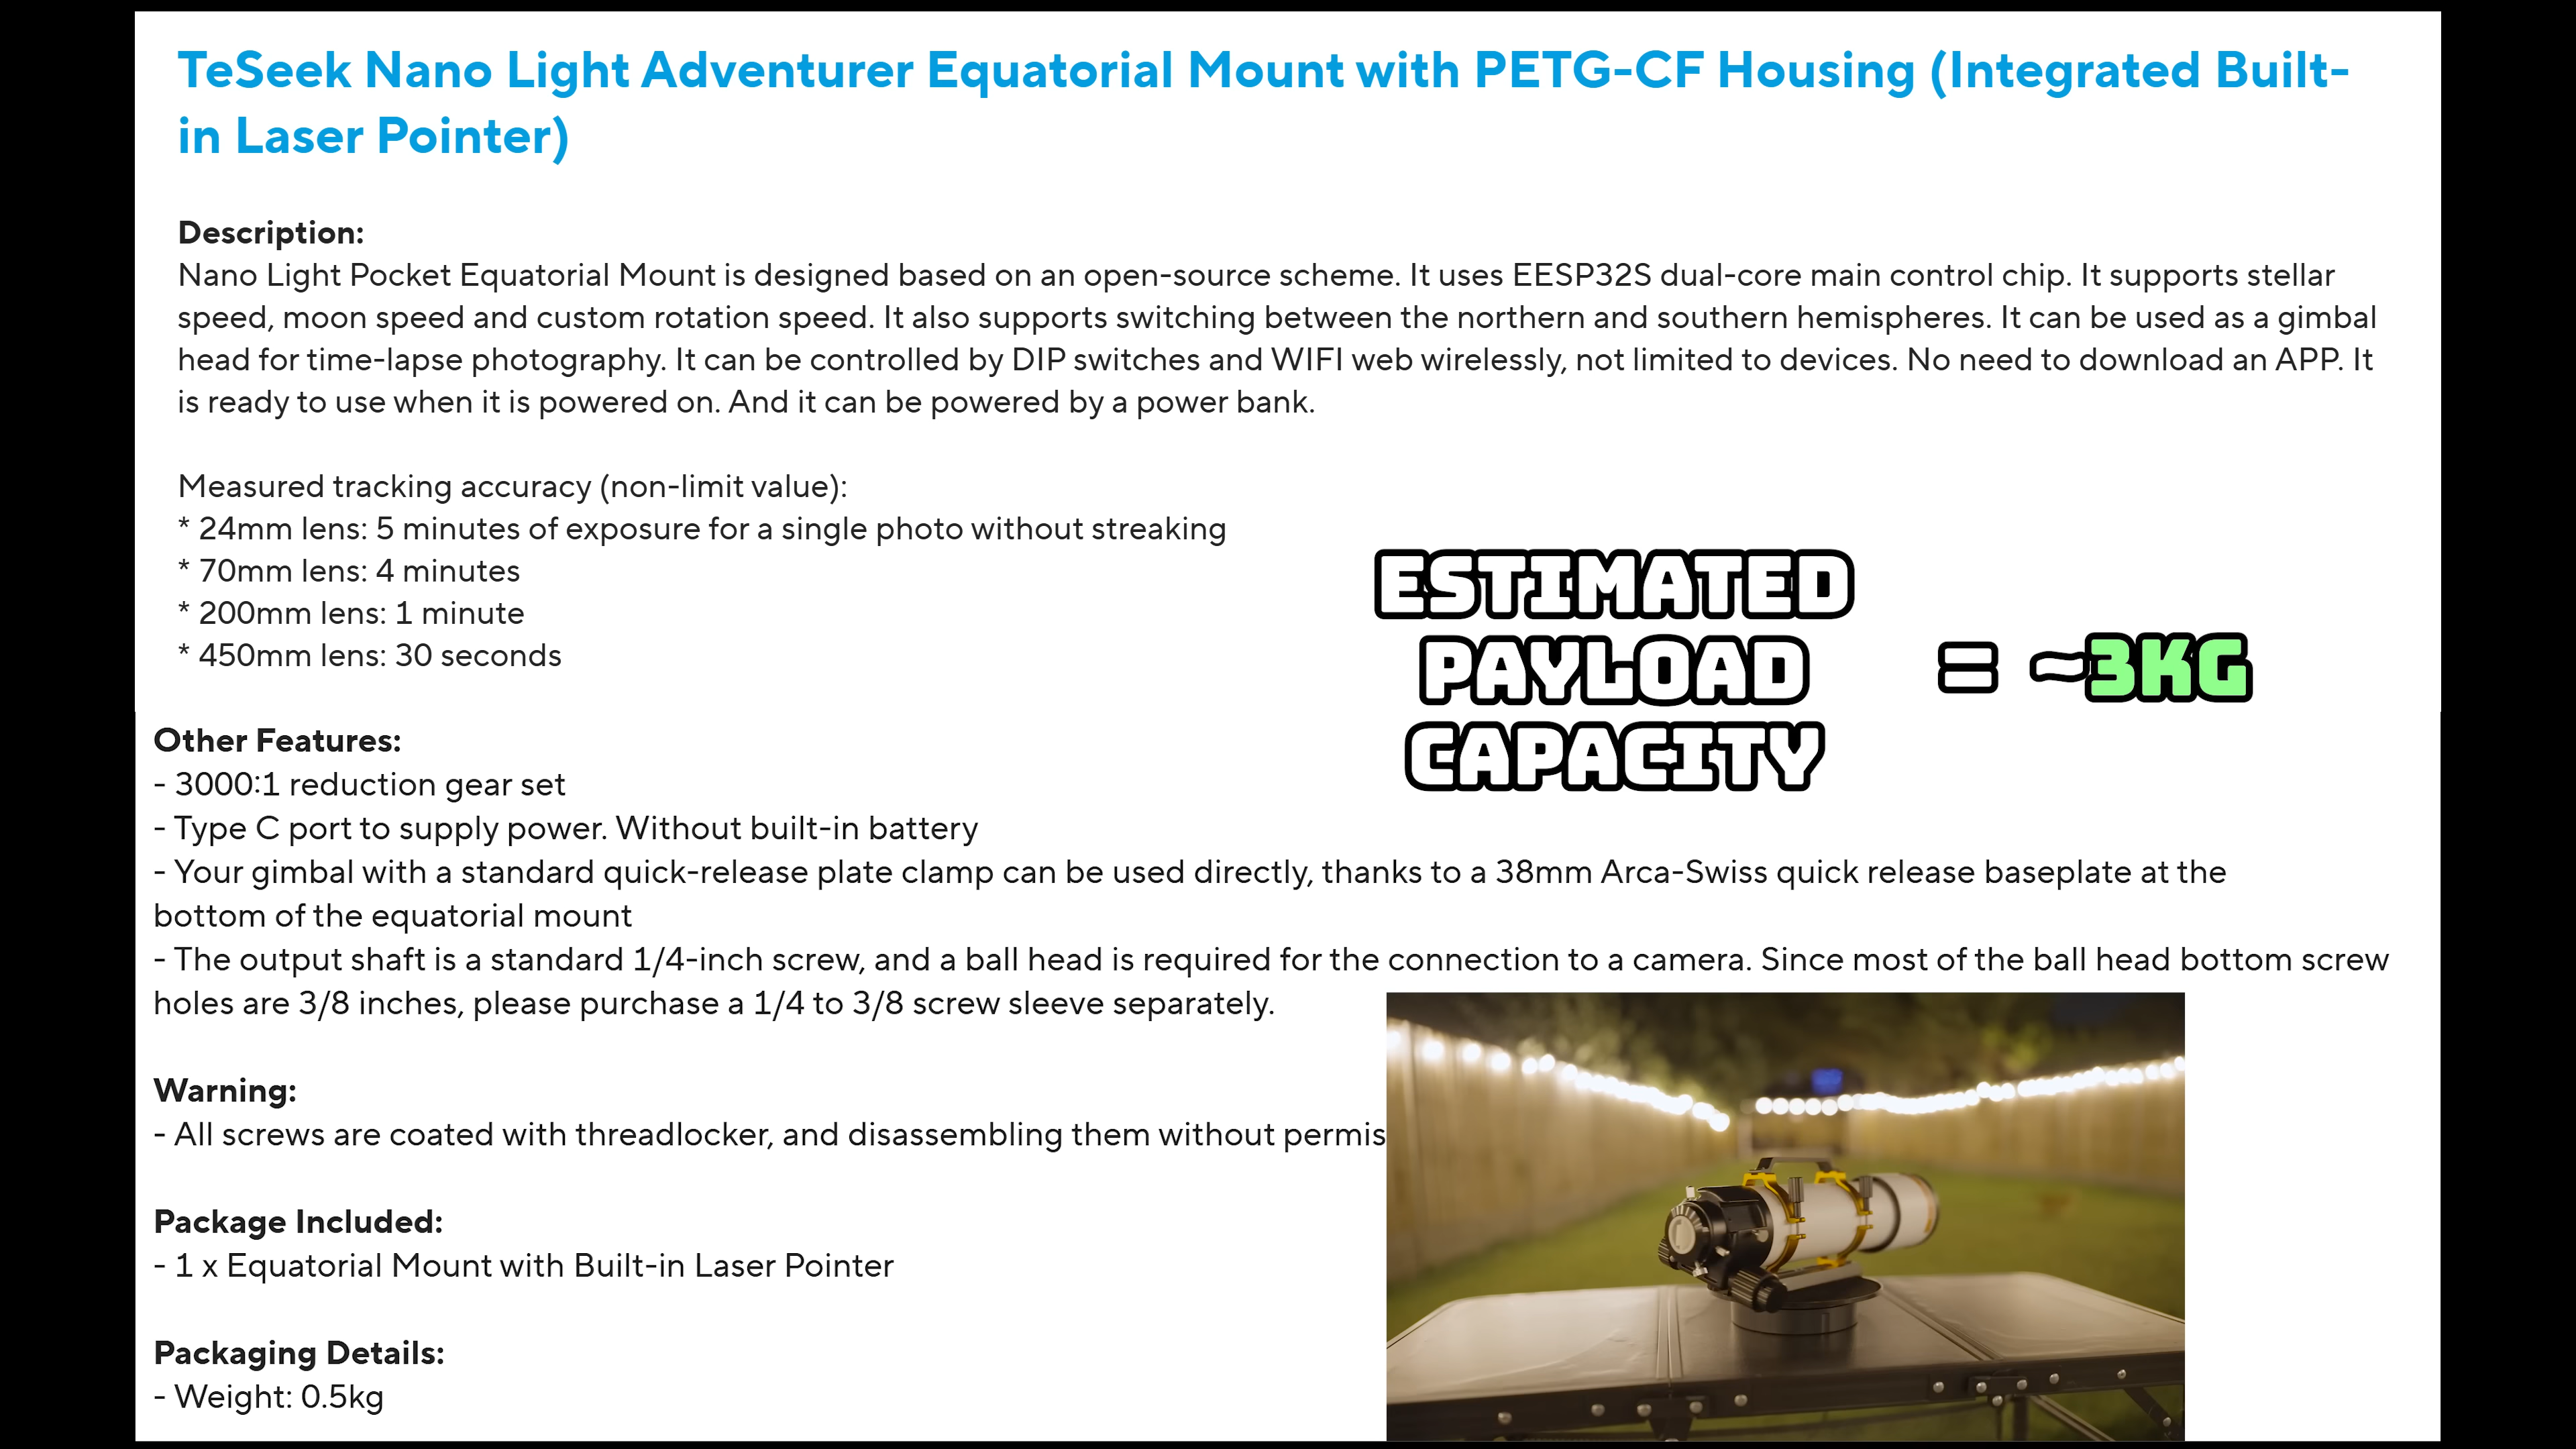 TeSeek Nano Light Adventurer Equatorial Mount with PETG-CF Housing (Integrated Built-
in Laser Pointer)
Description:
Nano Light Pocket Equatorial Mount is designed based on an open-source scheme. It uses EESP32S dual-core main control chip. It supports stellar
speed, moon speed and custom rotation speed. It also supports switching between the northern and southern hemispheres. It can be used as a gimbal
head for time-lapse photography. It can be controlled by DIP switches and WIFI web wirelessly, not limited to devices. No need to download an APP. It
is ready to use when it is powered on. And it can be powered by a power bank.
Measured tracking accuracy (non-limit value):
* 24mm lens: 5 minutes of exposure for a single photo without streaking
* 70mm lens: 4 minutes
* 200mm lens: 1 minute
* 450mm lens: 30 seconds
ESTIMATED
PAYLOAD
CAPACITY
= ~3KG
Other Features:
- 3000:1 reduction gear set
- Type C port to supply power. Without built-in battery
- Your gimbal with a standard quick-release plate clamp can be used directly, thanks to a 38mm Arca-Swiss quick release baseplate at the
bottom of the equatorial mount
- The output shaft is a standard 1/4-inch screw, and a ball head is required for the connection to a camera. Since most of the ball head bottom screw
holes are 3/8 inches, please purchase a 1/4 to 3/8 screw sleeve separately.
Warning:
- All screws are coated with threadlocker, and disassembling them without permis
Package Included:
- 1 x Equatorial Mount with Built-in Laser Pointer
Packaging Details:
- Weight: 0.5kg